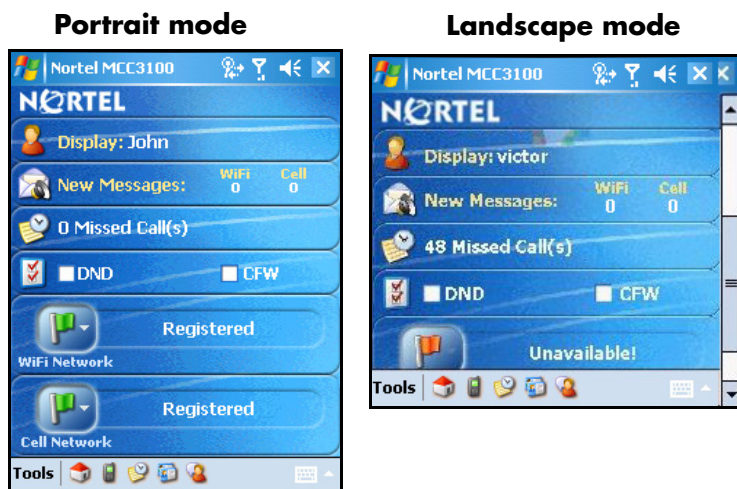 Portrait mode
Nortel MCC3100
NORTEL
Display: John
New Messages: WiFi 0 Cell 0
0 Missed Call(s)
DND CFW
Registered
WiFi Network
Registered
Cell Network
Tools
Landscape mode
Nortel MCC3100
NORTEL
Display: victor
New Messages: WiFi 0 Cell 0
48 Missed Call(s)
DND CFW
Unavailable!
Tools